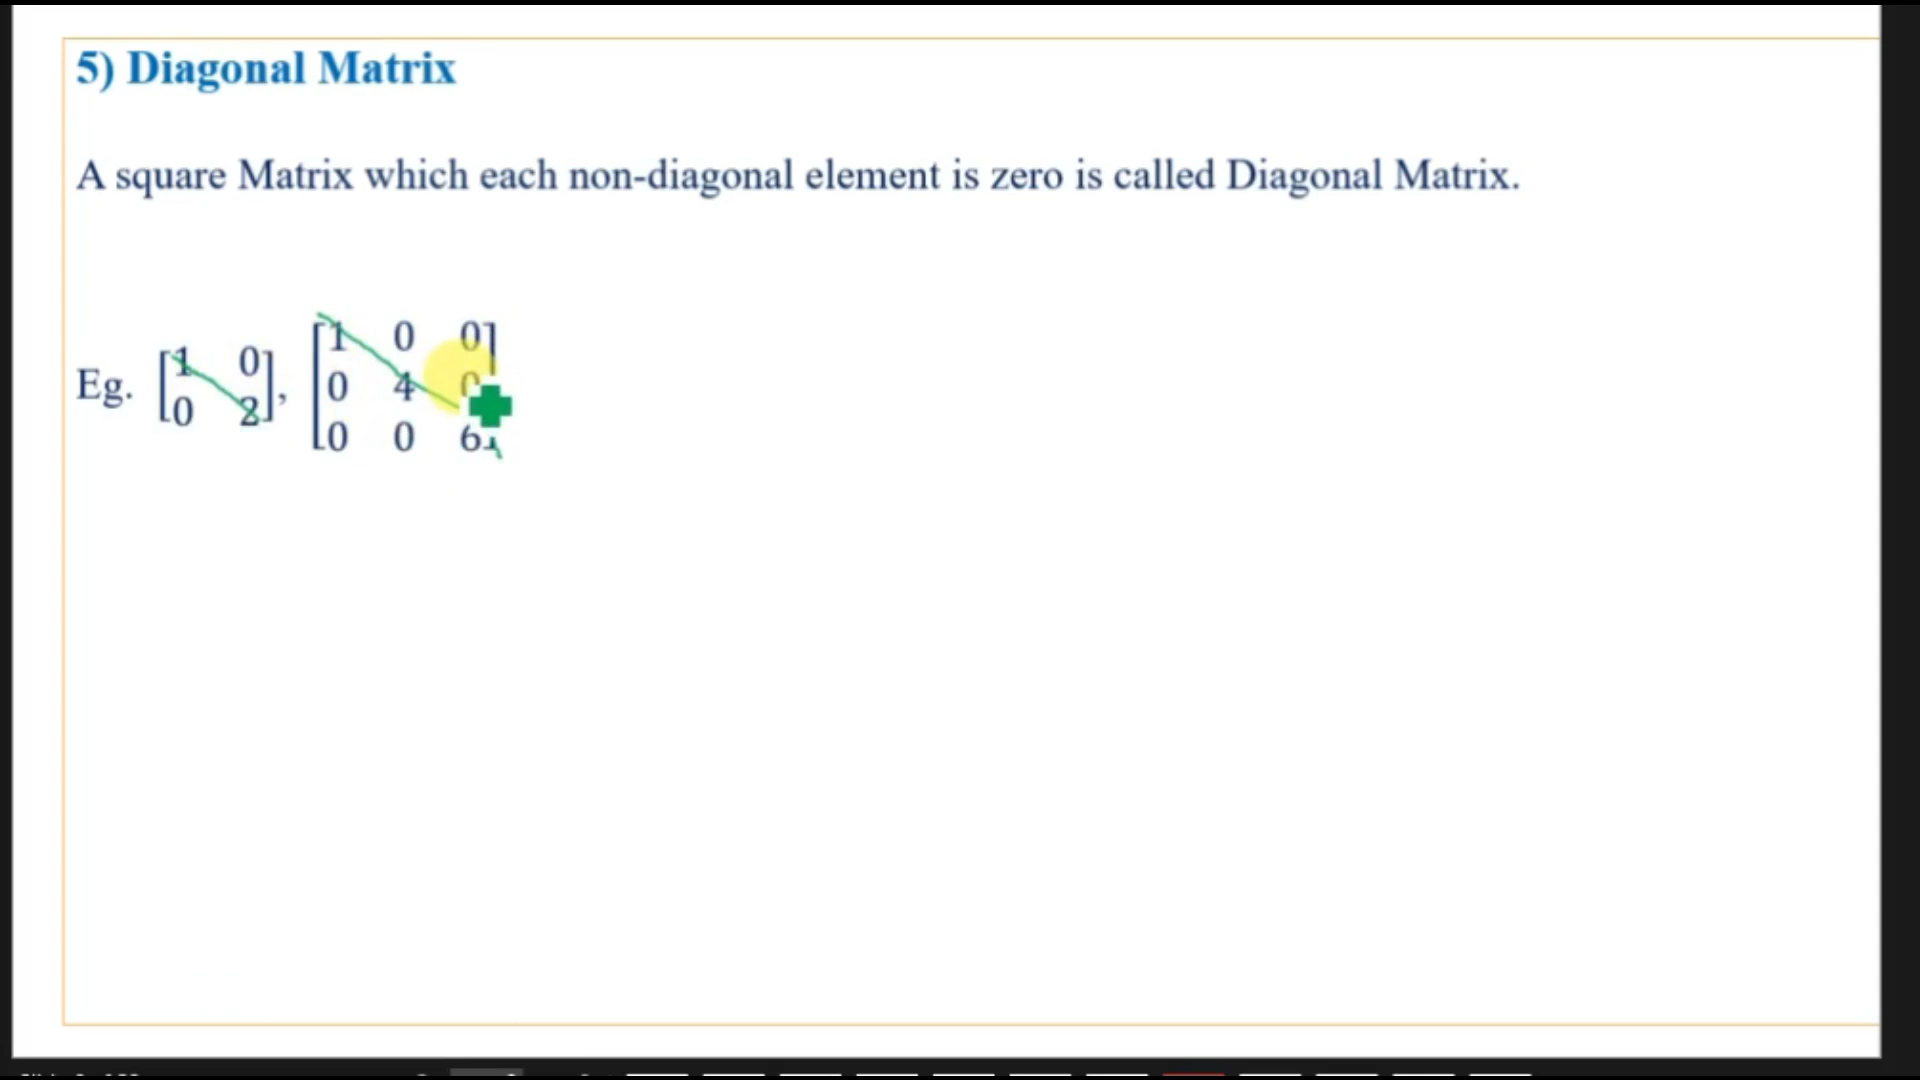 5) Diagonal Matrix
A square Matrix which each non-diagonal element is zero is called Diagonal Matrix.
Eg. [1 0
0 2], [1 0 0
0 4 0
0 0 6]